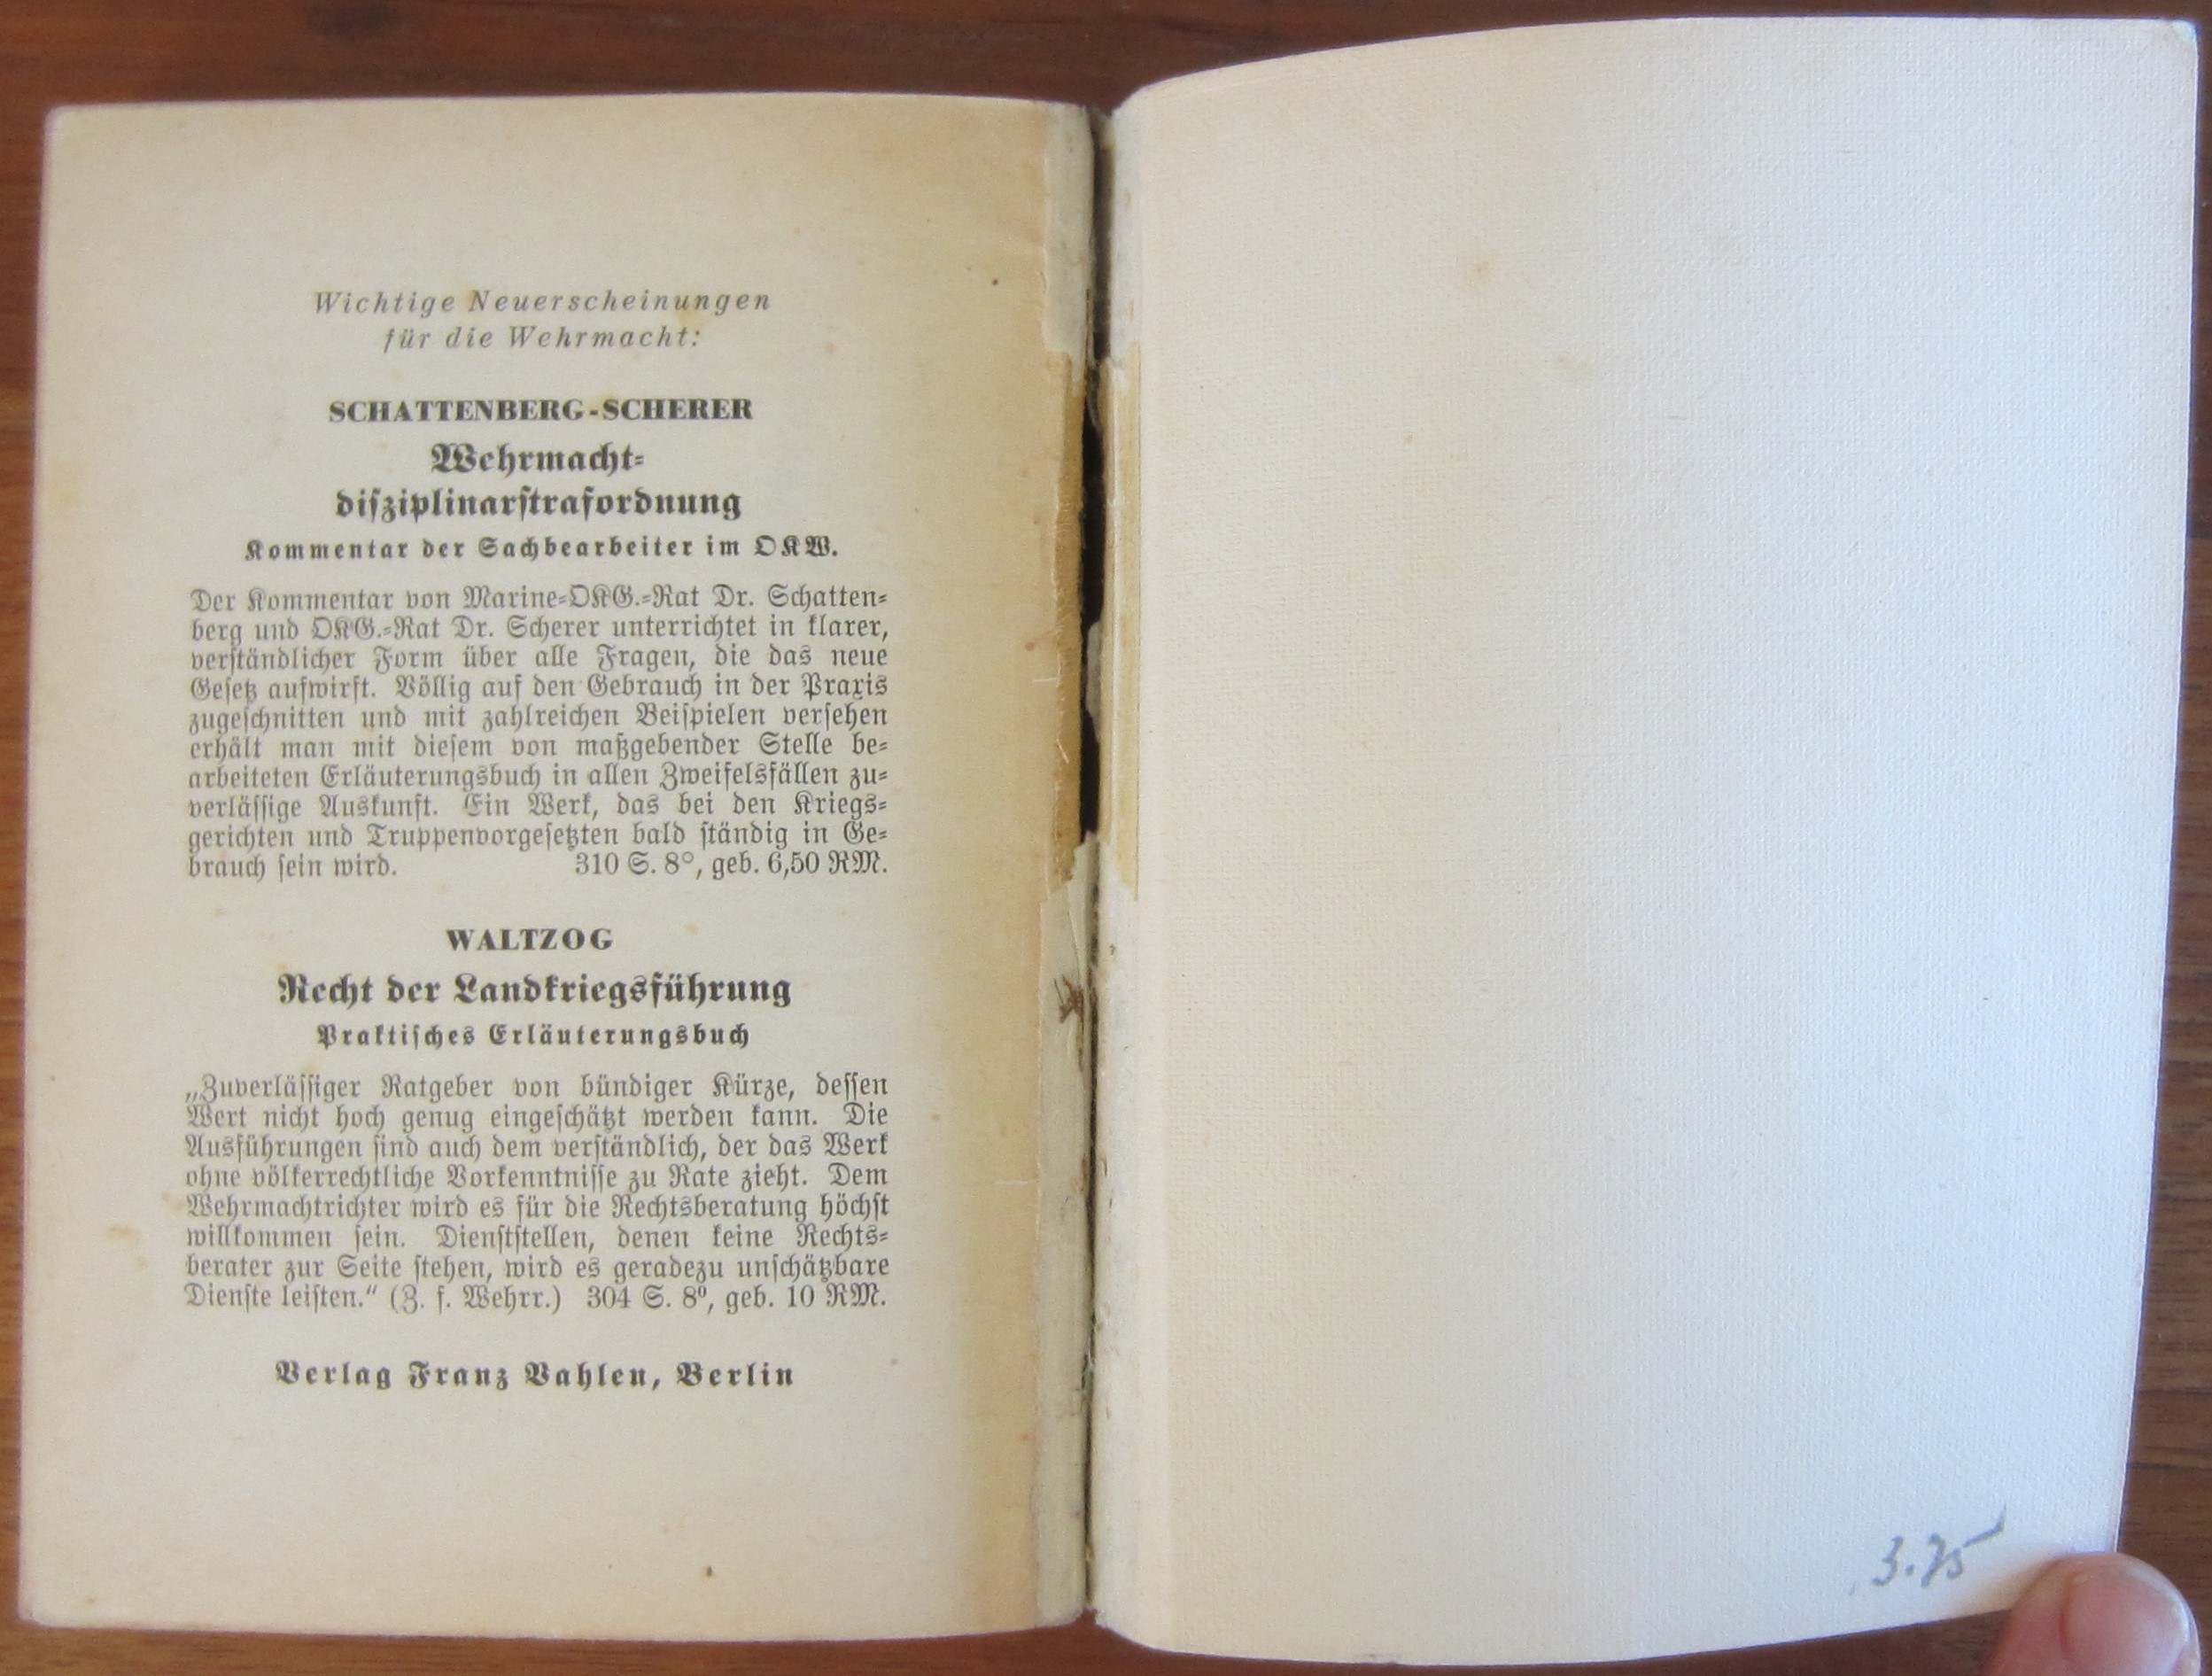 Wichtige Neuerscheinungen
für die Wehrmacht:
SCHATTENBERG-SCHERER
Wehrmacht-
disziplinarstrafordnung
Kommentar der Sachbearbeiter im OKW.
Der Kommentar von Marine-OKG.-Rat Dr. Schatten-
berg und OKG.-Rat Dr. Scherer unterrichtet in klarer,
verständlicher Form über alle Fragen, die das neue
Gesetz aufwirft. Völlig auf den Gebrauch in der Praxis
zugeschnitten und mit zahlreichen Beispielen versehen
erhält man mit diesem von maßgebender Stelle be-
arbeiteten Erläuterungsbuch in allen Zweifelsfällen zu-
verlässige Auskunft. Ein Werk, das bei den Kriegs-
gerichten und Truppenvorgesetzten bald ständig in Ge-
brauch sein wird. 310 S. 8°, geb. 6,50 RM.
WALTZOG
Recht der Landkriegsführung
Praktisches Erläuterungsbuch
„Zuverlässiger Ratgeber von bündiger Kürze, dessen
Wert nicht hoch genug eingeschätzt werden kann. Die
Ausführungen sind auch dem verständlich, der das Werk
ohne völkerrechtliche Vorkenntnisse zu Rate zieht. Dem
Wehrmachtrichter wird es für die Rechtsberatung höchst
willkommen sein. Dienststellen, denen keine Rechts-
berater zur Seite stehen, wird es geradezu unschätzbare
Dienste leisten.“ (Z. f. Wehrr.) 304 S. 8°, geb. 10 RM.
Verlag Franz Vahlen, Berlin
3.75